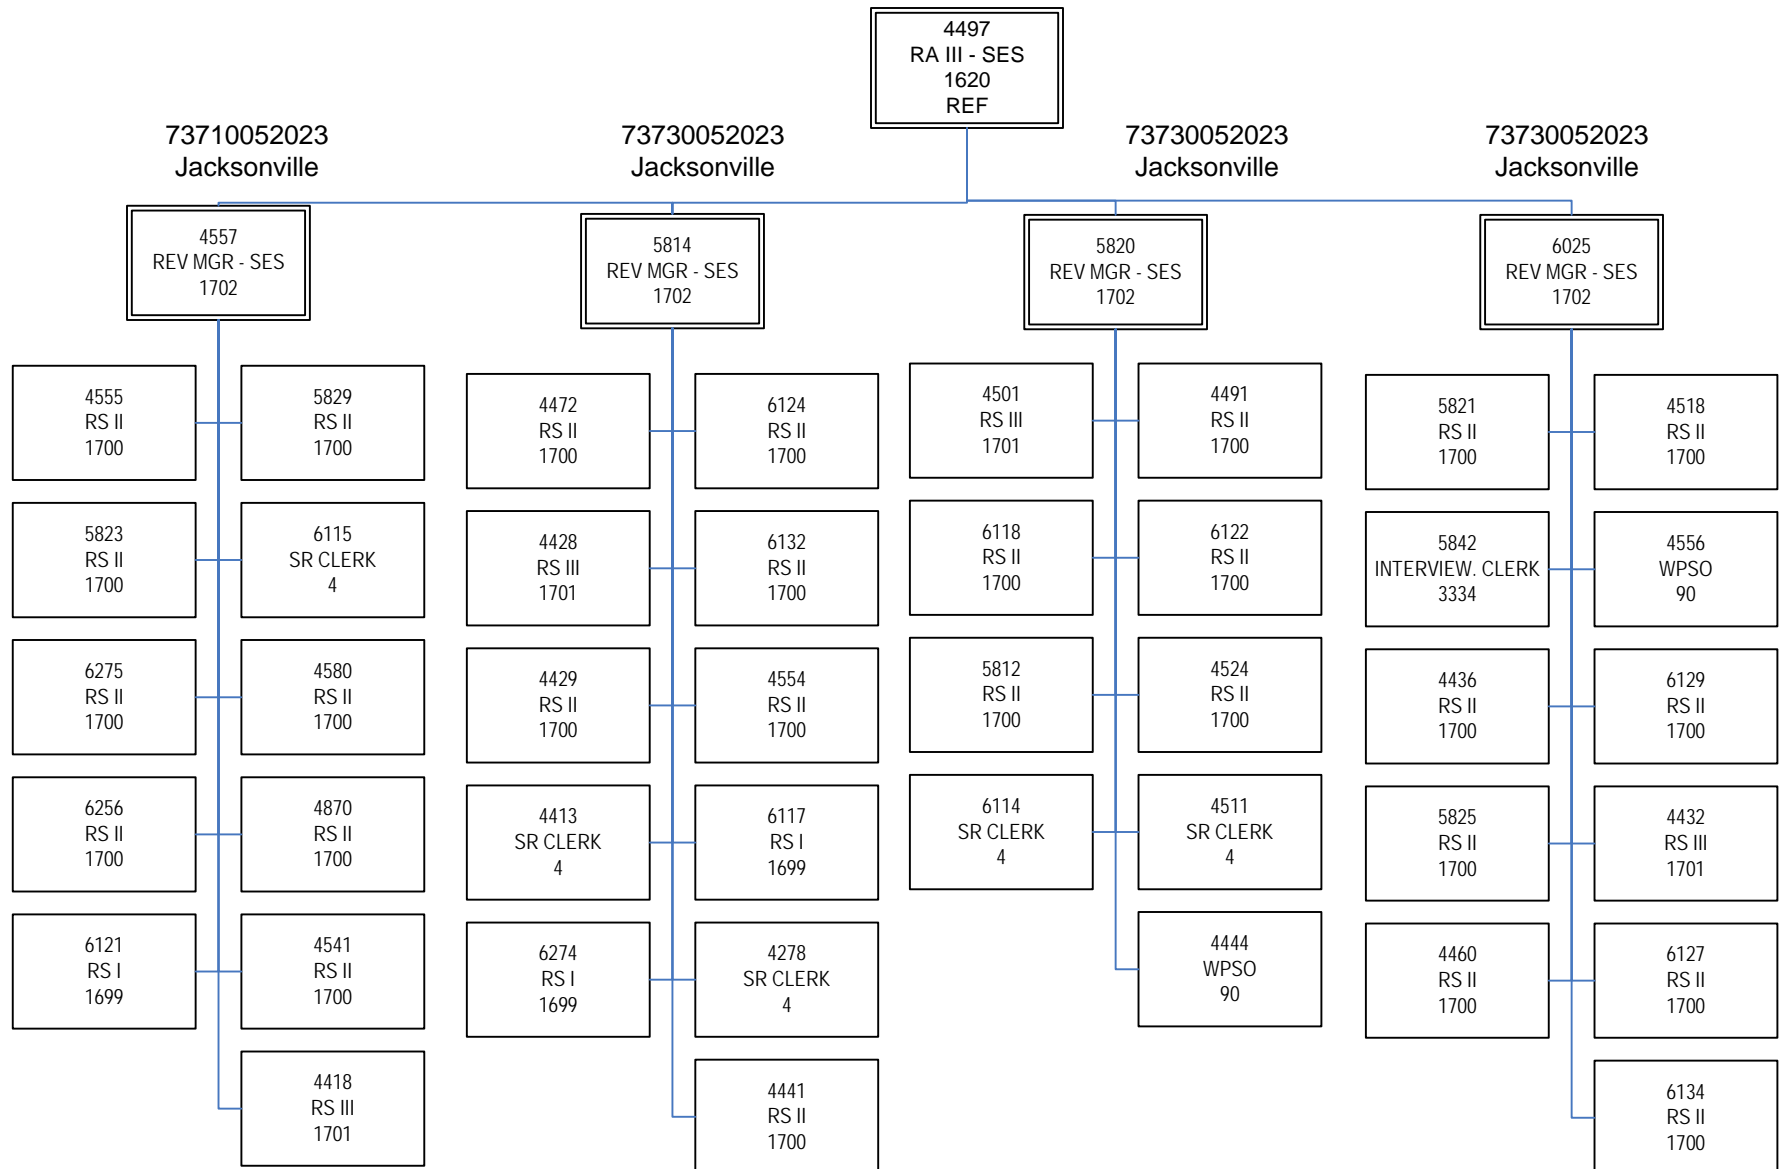 4497
RA III - SES
1620
REF
73710052023
Jacksonville
73730052023
Jacksonville
73730052023
Jacksonville
73730052023
Jacksonville
4557
REV MGR - SES
1702
5814
REV MGR - SES
1702
5820
REV MGR - SES
1702
6025
REV MGR - SES
1702
4555
RS II
1700
5829
RS II
1700
5823
RS II
1700
6115
SR CLERK
4
6275
RS II
1700
4580
RS II
1700
6256
RS II
1700
4870
RS II
1700
6121
RS I
1699
4541
RS II
1700
4418
RS III
1701
4472
RS II
1700
6124
RS II
1700
4428
RS III
1701
6132
RS II
1700
4429
RS II
1700
4554
RS II
1700
4413
SR CLERK
4
6117
RS I
1699
6274
RS I
1699
4278
SR CLERK
4
4441
RS II
1700
4501
RS III
1701
4491
RS II
1700
6118
RS II
1700
6122
RS II
1700
5812
RS II
1700
4524
RS II
1700
6114
SR CLERK
4
4511
SR CLERK
4
4444
WPSO
90
5821
RS II
1700
4518
RS II
1700
5842
INTERVIEW. CLERK
3334
4556
WPSO
90
4436
RS II
1700
6129
RS II
1700
5825
RS II
1700
4432
RS III
1701
4460
RS II
1700
6127
RS II
1700
6134
RS II
1700